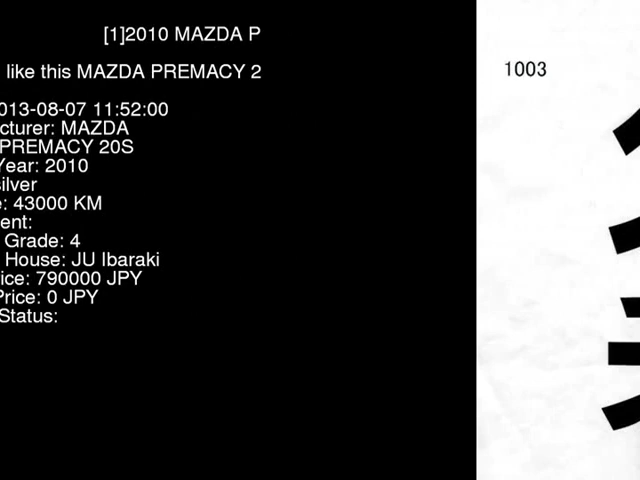 [1]2010 MAZDA P
like this MAZDA PREMACY 2
013-08-07 11:52:00
cturer: MAZDA
PREMACY 20S
Year: 2010
silver
e: 43000 KM
ent:
Grade: 4
House: JU Ibaraki
ice: 790000 JPY
Price: 0 JPY
Status:
1003